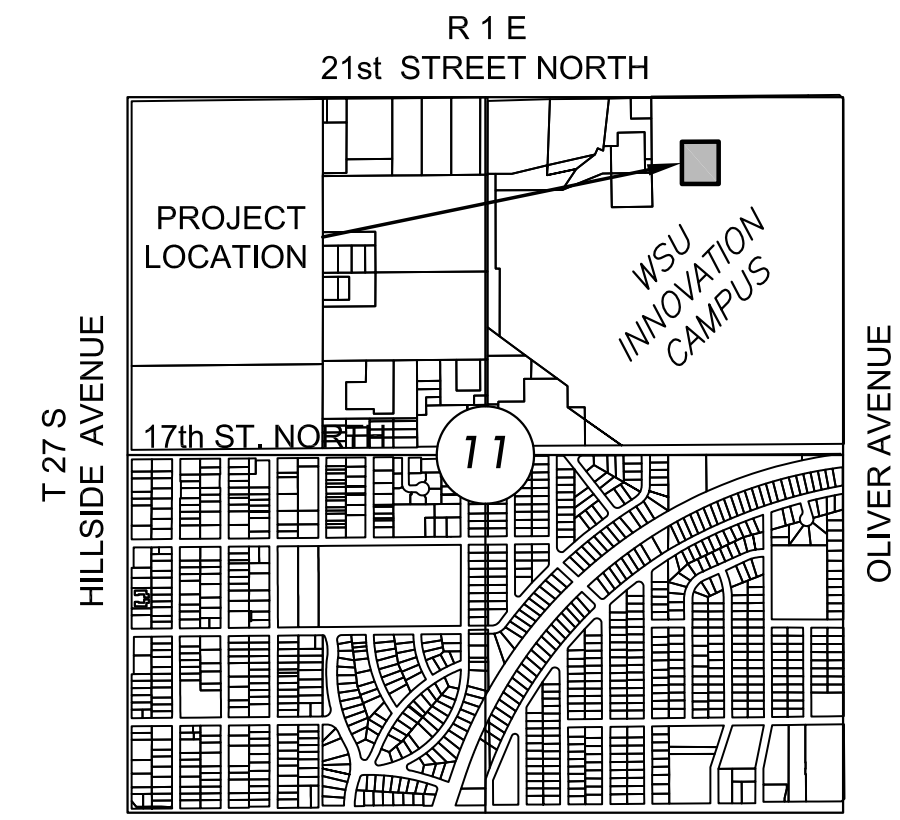 R 1 E
21st STREET NORTH
PROJECT
LOCATION
WSU
INNOVATION
CAMPUS
T 27 S
HILLSIDE AVENUE
OLIVER AVENUE
17th ST. NORTH
11